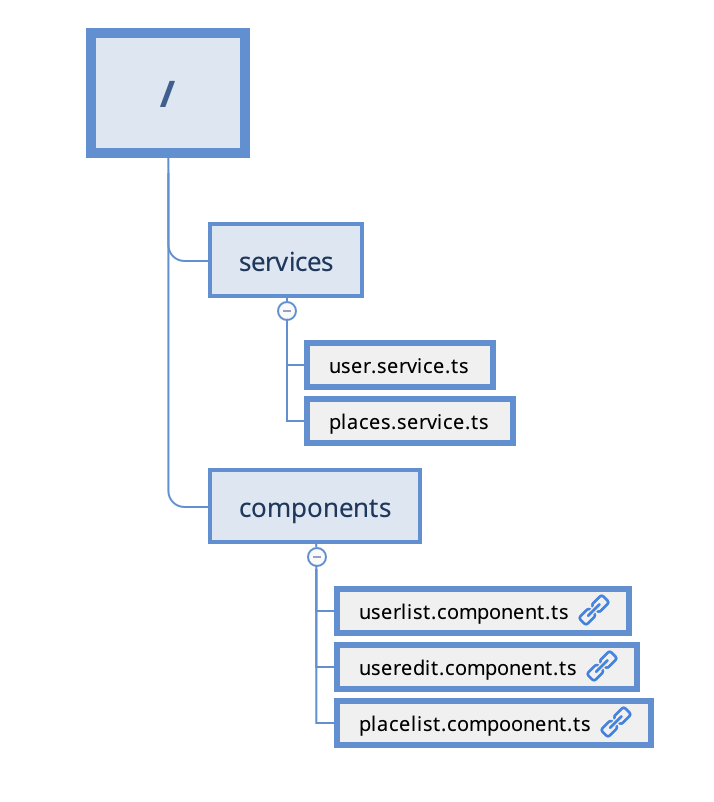 /
services
user.service.ts
places.service.ts
components
userlist.component.ts
useredit.component.ts
placelist.compoonent.ts